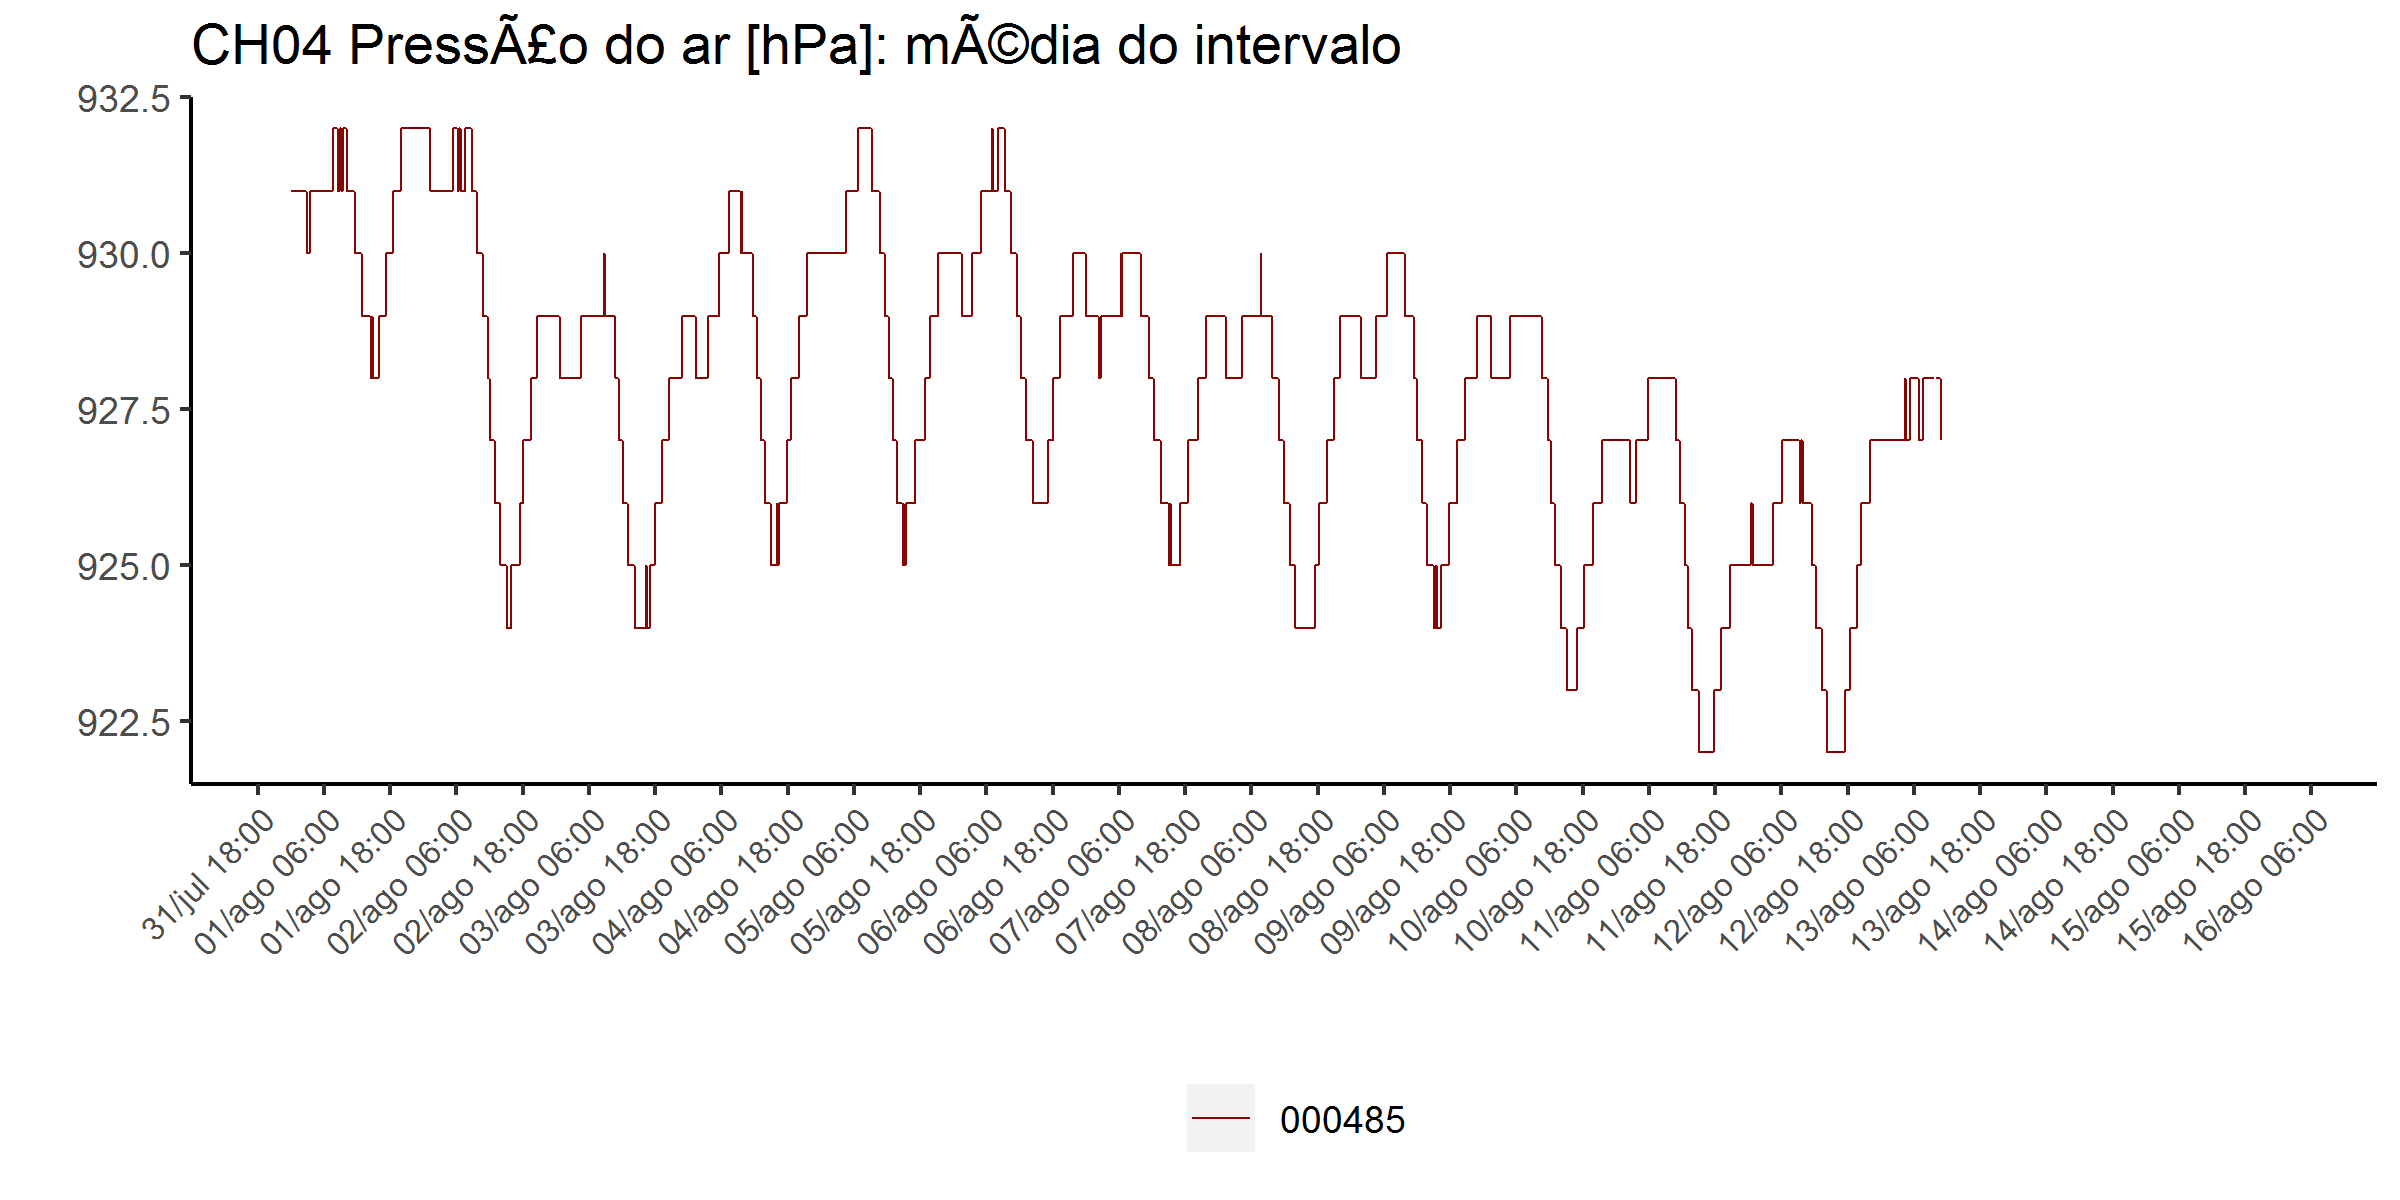 CH04 PressÃ£o do ar [hPa]: mÃ©dia do intervalo
932.5
930.0
927.5
925.0
922.5
31/jul 18:00
01/ago 06:00
01/ago 18:00
02/ago 06:00
02/ago 18:00
03/ago 06:00
03/ago 18:00
04/ago 06:00
04/ago 18:00
05/ago 06:00
05/ago 18:00
06/ago 06:00
06/ago 18:00
07/ago 06:00
07/ago 18:00
08/ago 06:00
08/ago 18:00
09/ago 06:00
09/ago 18:00
10/ago 06:00
10/ago 18:00
11/ago 06:00
11/ago 18:00
12/ago 06:00
12/ago 18:00
13/ago 06:00
13/ago 18:00
14/ago 06:00
14/ago 18:00
15/ago 06:00
15/ago 18:00
16/ago 06:00
000485